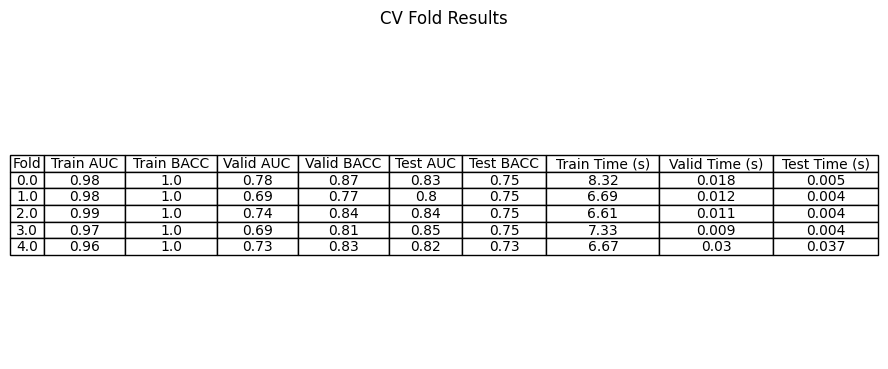 CV Fold Results
Fold Train AUC Train BACC Valid AUC Valid BACC Test AUC Test BACC Train Time (s) Valid Time (s) Test Time (s)
0.0 0.98 1.0 0.78 0.87 0.83 0.75 8.32 0.018 0.005
1.0 0.98 1.0 0.69 0.77 0.8 0.75 6.69 0.012 0.004
2.0 0.99 1.0 0.74 0.84 0.84 0.75 6.61 0.011 0.004
3.0 0.97 1.0 0.69 0.81 0.85 0.75 7.33 0.009 0.004
4.0 0.96 1.0 0.73 0.83 0.82 0.73 6.67 0.03 0.037